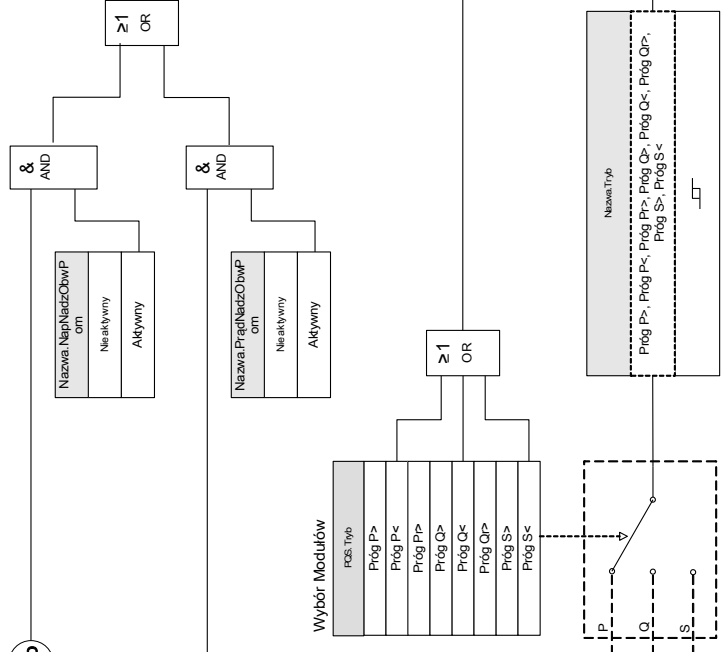 ≥1
OR
&
AND
&
AND
Nazwa.NapNadzObwP
om
Nieaktywny
Aktywny
Nazwa.PrądNadzObwP
om
Nieaktywny
Aktywny
≥1
OR
Wybór Modułów
PQS.Tryb
Próg P>
Próg P<
Próg Pr>
Próg Q>
Próg Q<
Próg Qr>
Próg S>
Próg S<
Nazwa.Tryb
Próg P>, Próg P<, Próg Pr>, Próg Q>, Próg Q<, Próg Qr>,
Próg S>, Próg S<
P
Q
S